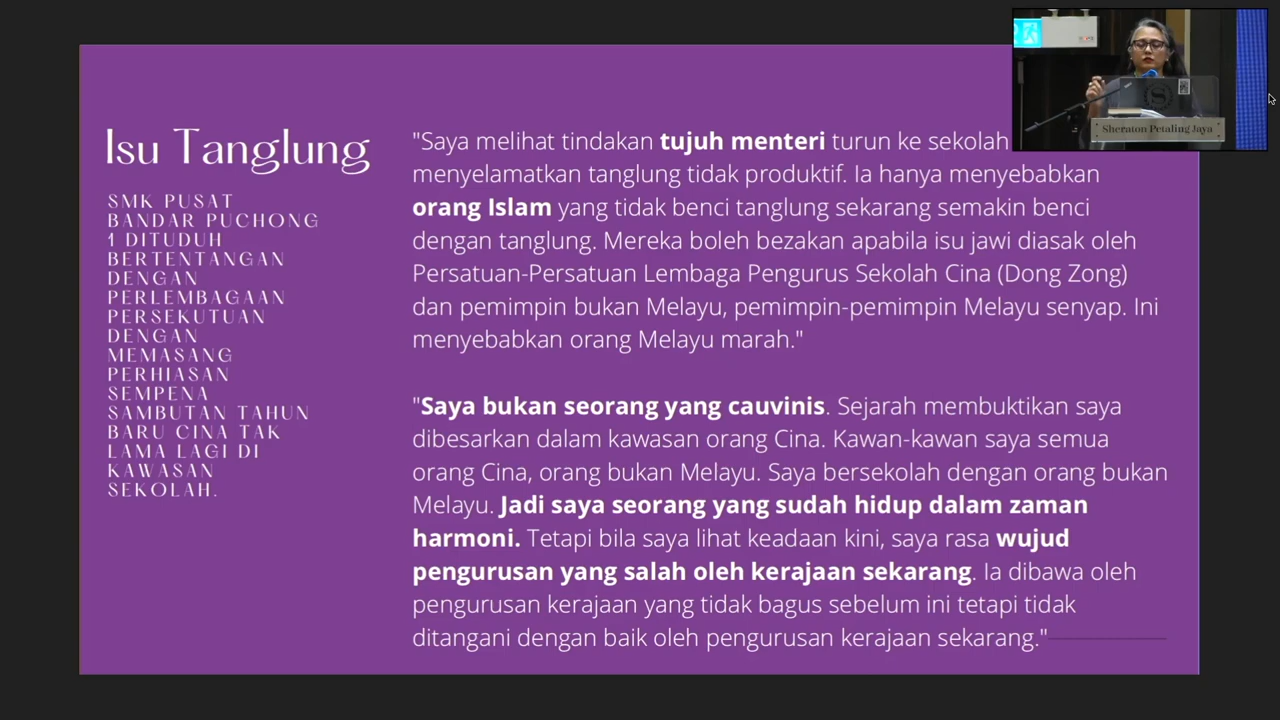 Isu Tanglung
SMK PUSAT
BANDAR PUCHONG
1 DITUDUH
BERTENTANGAN
DENGAN
PERLEMBAGAAN
PERSEKUTUAN
DENGAN
MEMASANG
PERHIASAN
SEMPENA
SAMBUTAN TAHUN
BARU CINA TAK
LAMA LAGI DI
KAWASAN
SEKOLAH.
"Saya melihat tindakan tujuh menteri turun ke sekolah
menyelamatkan tanglung tidak produktif. Ia hanya menyebabkan
orang Islam yang tidak benci tanglung sekarang semakin benci
dengan tanglung. Mereka boleh bezakan apabila isu jawi diasak oleh
Persatuan-Persatuan Lembaga Pengurus Sekolah Cina (Dong Zong)
dan pemimpin bukan Melayu, pemimpin-pemimpin Melayu senyap. Ini
menyebabkan orang Melayu marah."
"Saya bukan seorang yang cauvinis. Sejarah membuktikan saya
dibesarkan dalam kawasan orang Cina. Kawan-kawan saya semua
orang Cina, orang bukan Melayu. Saya bersekolah dengan orang bukan
Melayu. Jadi saya seorang yang sudah hidup dalam zaman
harmoni. Tetapi bila saya lihat keadaan kini, saya rasa wujud
pengurusan yang salah oleh kerajaan sekarang. Ia dibawa oleh
pengurusan kerajaan yang tidak bagus sebelum ini tetapi tidak
ditangani dengan baik oleh pengurusan kerajaan sekarang."
Sheraton Petaling Jaya